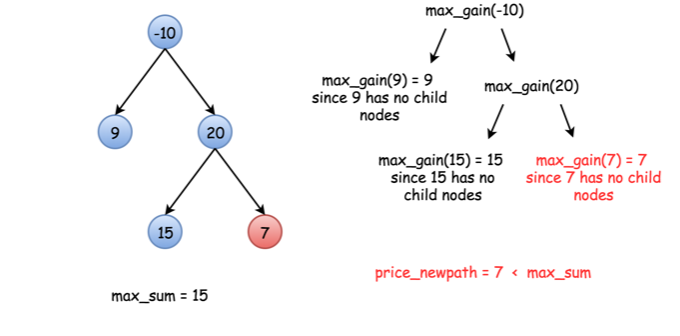 -10
9
20
15
7
max_sum = 15
max_gain(-10)
max_gain(9) = 9
since 9 has no child
nodes
max_gain(20)
max_gain(15) = 15
since 15 has no
child nodes
max_gain(7) = 7
since 7 has no child
nodes
price_newpath = 7 < max_sum